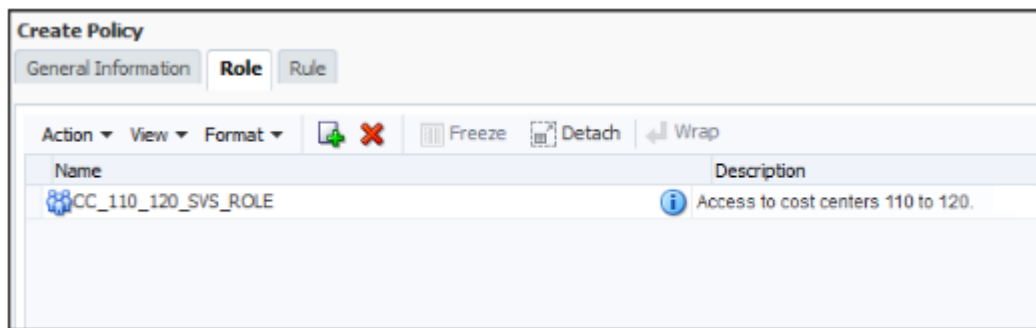 Create Policy
General Information Role Rule
Action View Format Freeze Detach Wrap
Name Description
CC_110_120_SVS_ROLE Access to cost centers 110 to 120.